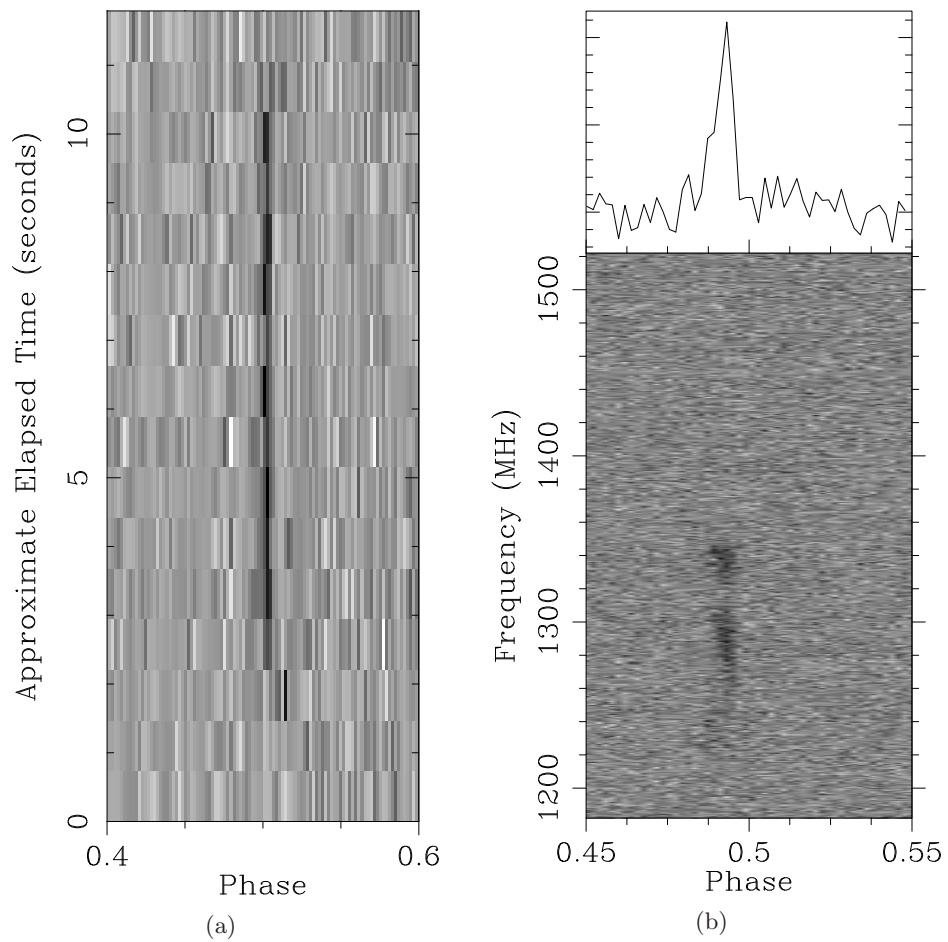 Approximate Elapsed Time (seconds)
10
5
0
0.4
0.6
Phase
(a)
Frequency (MHz)
1500
1400
1300
1200
0.45
0.5
0.55
Phase
(b)